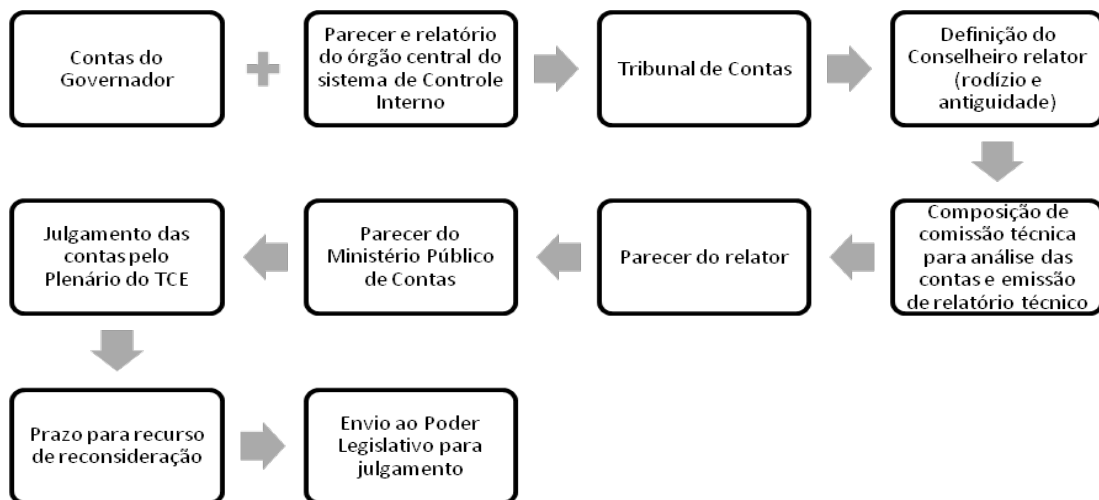 Contas do
Governador
Parecer e relatório
do órgão central do
sistema de Controle
Interno
Tribunal de Contas
Definição do
Conselheiro relator
(rodízio e
antiguidade)
Composição de
comissão técnica
para análise das
contas e emissão
de relatório técnico
Parecer do relator
Parecer do
Ministério Público
de Contas
Julgamento das
contas pelo
Plenário do TCE
Prazo para recurso
de reconsideração
Envio ao Poder
Legislativo para
julgamento